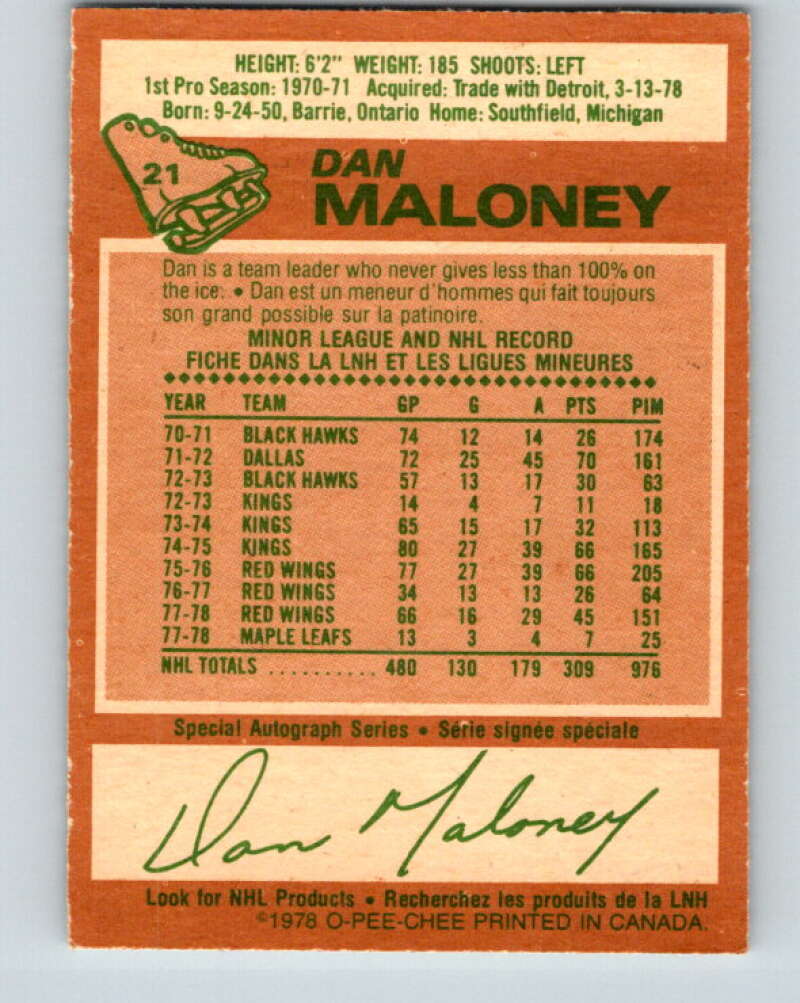 HEIGHT: 6'2" WEIGHT: 185 SHOOTS: LEFT
1st Pro Season: 1970-71 Acquired: Trade with Detroit, 3-13-78
Born: 9-24-50, Barrie, Ontario Home: Southfield, Michigan
21
DAN
MALONEY
Dan is a team leader who never gives less than 100% on
the ice. • Dan est un meneur d'hommes qui fait toujours
son grand possible sur la patinoire.
MINOR LEAGUE AND NHL RECORD
FICHE DANS LA LNH ET LES LIGUES MINEURES
YEAR TEAM GP G A PTS PIM
70-71 BLACK HAWKS 74 12 14 26 174
71-72 DALLAS 72 25 45 70 161
72-73 BLACK HAWKS 57 13 17 30 63
72-73 KINGS 14 4 7 11 18
73-74 KINGS 65 15 17 32 113
74-75 KINGS 80 27 39 66 165
75-76 RED WINGS 77 27 39 66 205
76-77 RED WINGS 34 13 13 26 64
77-78 RED WINGS 66 16 29 45 151
77-78 MAPLE LEAFS 13 3 4 7 25
NHL TOTALS .......... 480 130 179 309 976
Special Autograph Series • Série signée spéciale
Dan Maloney
Look for NHL Products • Recherchez les produits de la LNH
©1978 O-PEE-CHEE PRINTED IN CANADA.